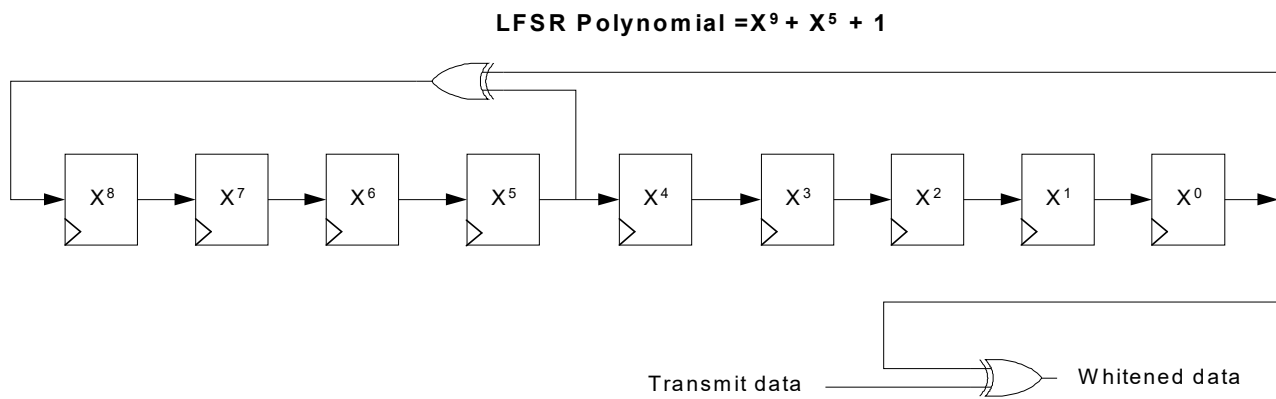 LFSR Polynomial =X⁹ + X⁵ + 1
X⁸ X⁷ X⁶ X⁵ X⁴ X³ X² X¹ X⁰
Transmit data
Whitened data